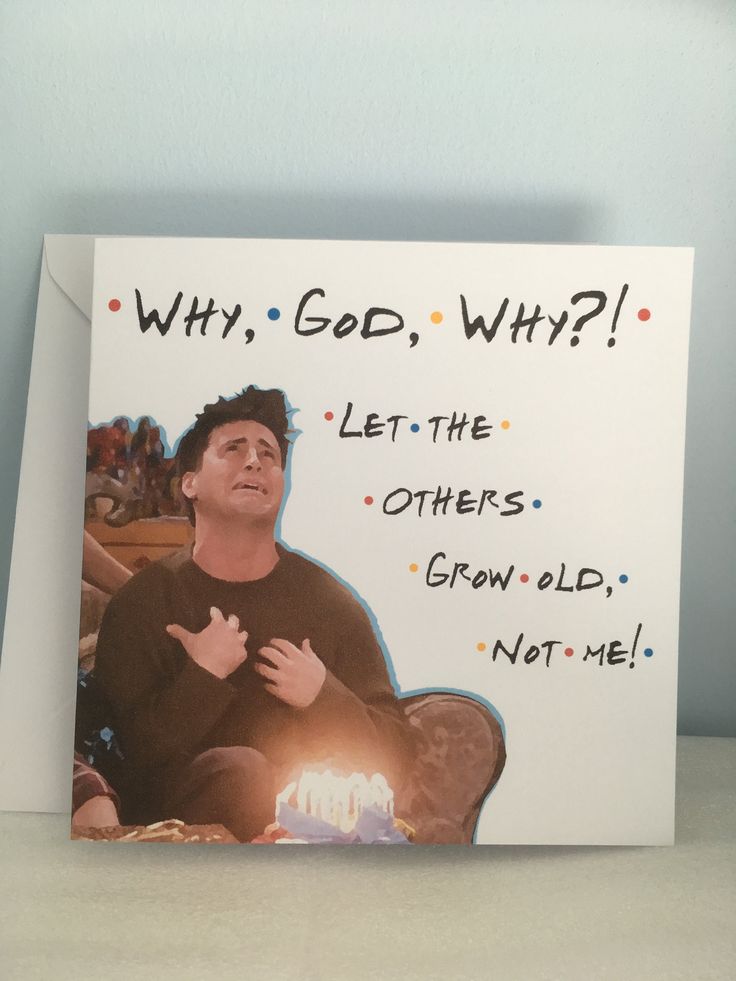 WHY, GOD, WHY?!
LET THE
OTHERS
GROW OLD,
NOT ME!